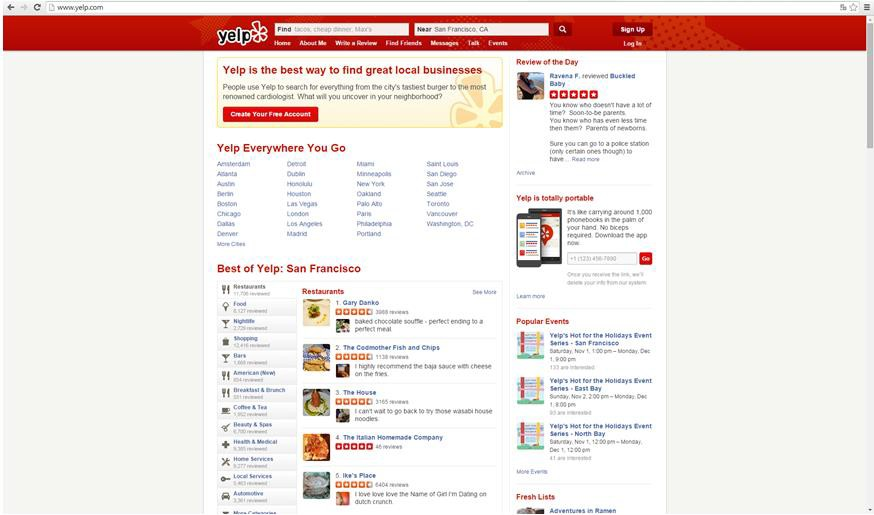 www.yelp.com
yelp
Find tacos, cheap dinner, Max's
Near San Francisco, CA
Sign Up
Home About Me Write a Review Find Friends Messages Talk Events
Log In
Yelp is the best way to find great local businesses
People use Yelp to search for everything from the city's tastiest burger to the most
renowned cardiologist. What will you uncover in your neighborhood?
Create Your Free Account
Yelp Everywhere You Go
Amsterdam Detroit Miami Saint Louis
Atlanta Dublin Minneapolis San Diego
Austin Honolulu New York San Jose
Berlin Houston Oakland Seattle
Boston Las Vegas Palo Alto Toronto
Chicago London Paris Vancouver
Dallas Los Angeles Philadelphia Washington, DC
Denver Madrid Portland
More Cities
Best of Yelp: San Francisco
Restaurants
11,706 reviewed
Food
8,127 reviewed
Nightlife
2,729 reviewed
Shopping
12,416 reviewed
Bars
1,668 reviewed
American (New)
reviewed
Breakfast & Brunch
reviewed
Coffee & Tea
1,952 reviewed
Beauty & Spas
6,700 reviewed
Health & Medical
9,385 reviewed
Home Services
9,277 reviewed
Local Services
5,463 reviewed
Automotive
3,361 reviewed
More Categories
Restaurants
See More
1. Gary Danko
3968 reviews
baked chocolate souffle - perfect ending to a
perfect meal.
2. The Codmother Fish and Chips
1138 reviews
I highly recommend the baja sauce with cheese
on the fries.
3. The House
3165 reviews
I can't wait to go back to try those wasabi house
noodles.
4. The Italian Homemade Company
46 reviews
5. Ike's Place
6404 reviews
I love love love the Name of Girl I'm Dating on
dutch crunch.
Review of the Day
Ravena F. reviewed Buckled
Baby
You know who doesn't have a lot of
time? Soon-to-be parents.
You know who has even less time
then them? Parents of newborns.
Sure you can go to a police station
(only certain ones though) to
have... Read more
Archive
Yelp is totally portable
It's like carrying around 1,000
phonebooks in the palm of
your hand. No biceps
required. Download the app
now.
+1 (123) 456-7890
Go
Once you receive the link, we'll
delete your info from our system.
Learn more
Popular Events
Yelp's Hot for the Holidays Event
Series - San Francisco
Saturday, Nov 1, 1:00 pm – Monday, Dec
1, 9:00 pm
133 are interested
Yelp's Hot for the Holidays Event
Series - East Bay
Sunday, Nov 2, 2:00 pm – Monday, Dec
1, 8:00 pm
93 are interested
Yelp's Hot for the Holidays Event
Series - North Bay
Saturday, Nov 1, 12:00 pm – Monday,
Dec 1, 12:00 pm
41 are interested
More Events
Fresh Lists
Adventures in Ramen